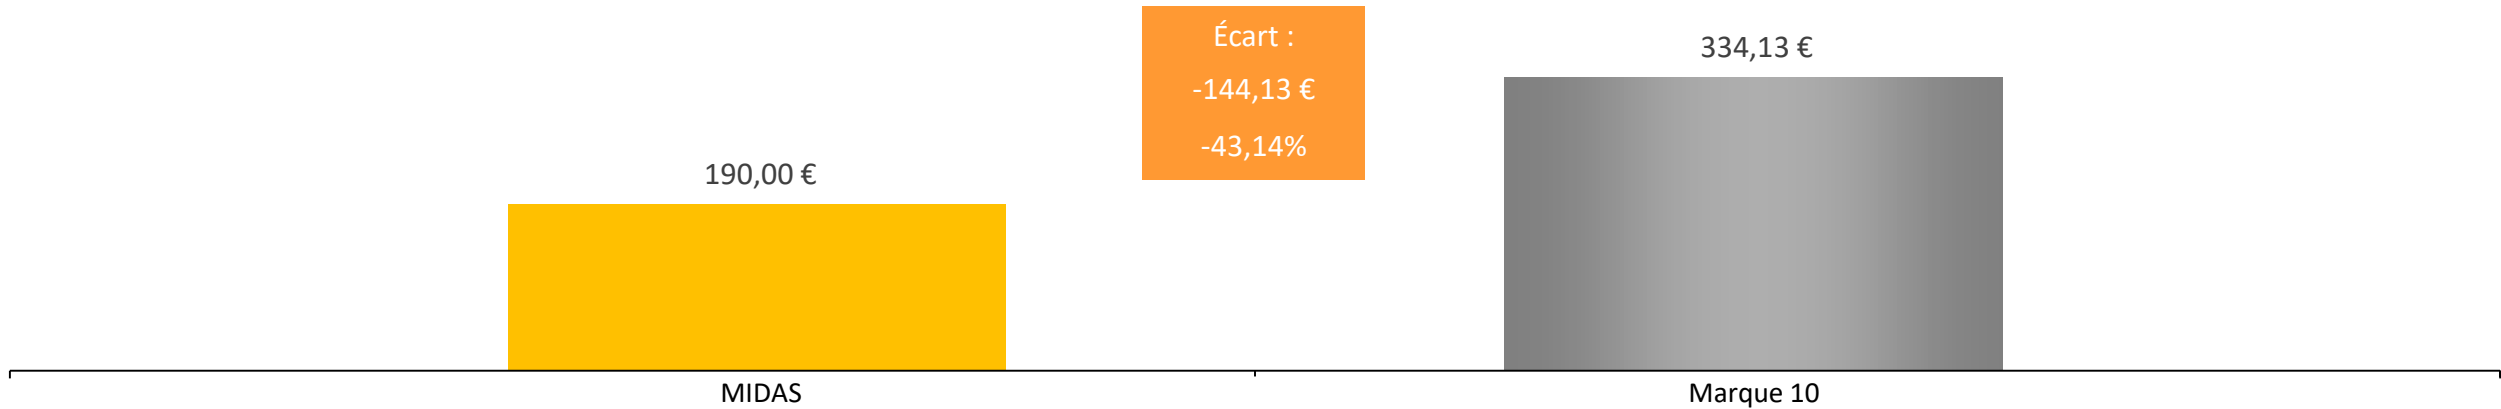 Écart :
-144,13 €
-43,14%
334,13 €
190,00 €
MIDAS
Marque 10